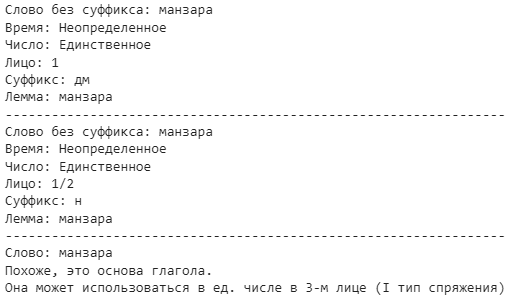 Слово без суффикса: манзара
Время: Неопределенное
Число: Единственное
Лицо: 1
Суффикс: дм
Лемма: манзара
-----------------------------------------------------------------
Слово без суффикса: манзара
Время: Неопределенное
Число: Единственное
Лицо: 1/2
Суффикс: н
Лемма: манзара
-----------------------------------------------------------------
Слово: манзара
Похоже, это основа глагола.
Она может использоваться в ед. числе в 3-м лице (I тип спряжения)